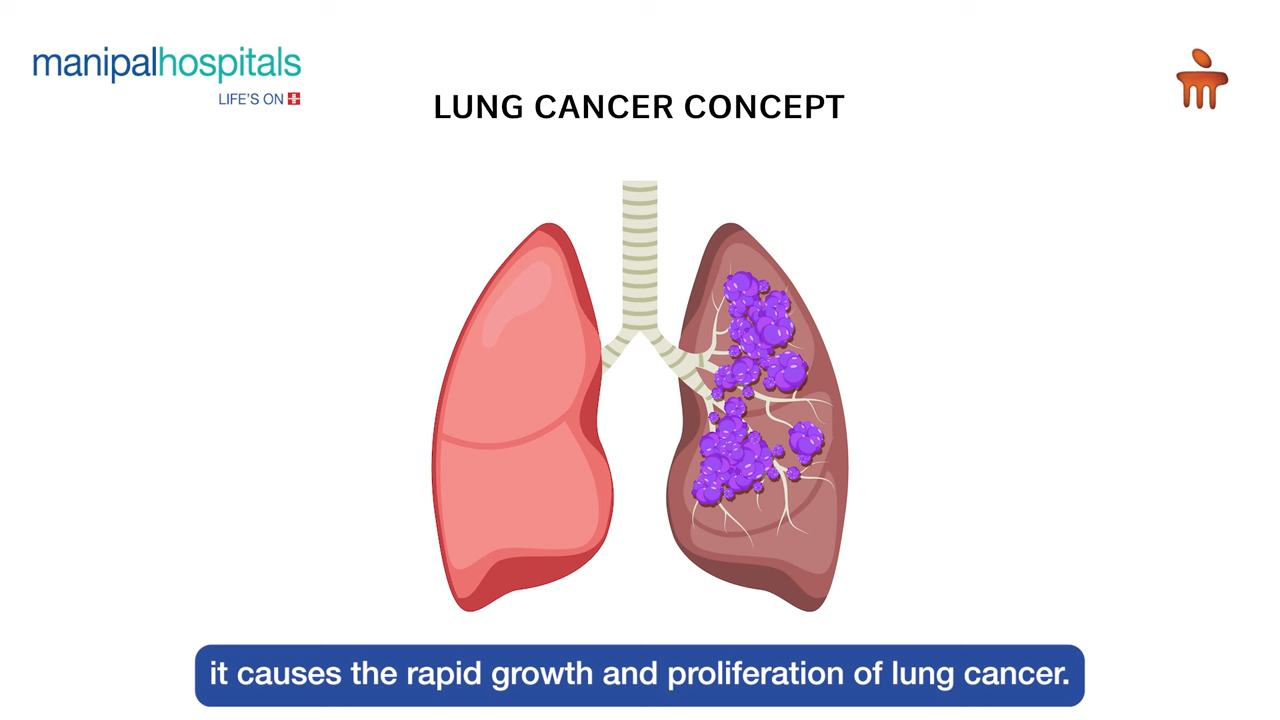 manipalhospitals
LIFE'S ON
LUNG CANCER CONCEPT
it causes the rapid growth and proliferation of lung cancer.